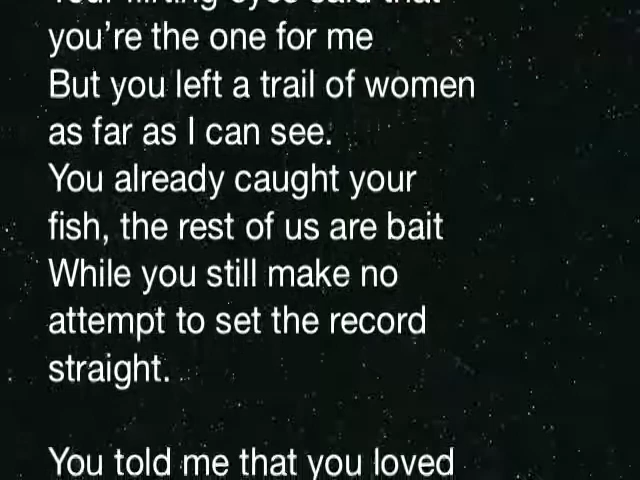 you're the one for me
But you left a trail of women
as far as I can see.
You already caught your
fish, the rest of us are bait
While you still make no
attempt to set the record
straight.
You told me that you loved